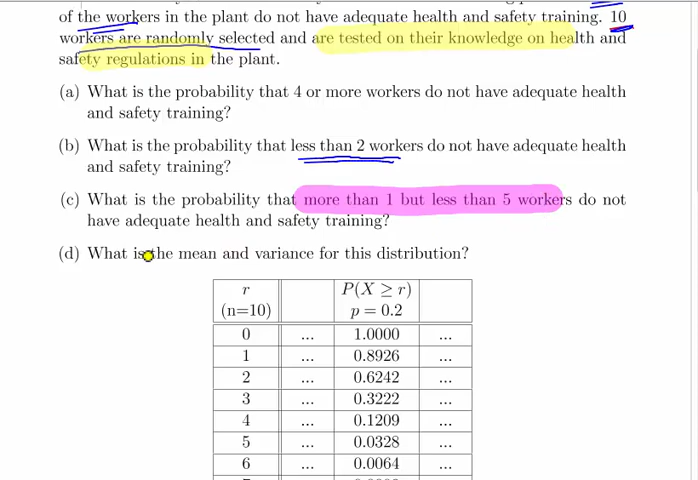 of the workers in the plant do not have adequate health and safety training. 10
workers are randomly selected and are tested on their knowledge on health and
safety regulations in the plant.
(a) What is the probability that 4 or more workers do not have adequate health
and safety training?
(b) What is the probability that less than 2 workers do not have adequate health
and safety training?
(c) What is the probability that more than 1 but less than 5 workers do not
have adequate health and safety training?
(d) What is the mean and variance for this distribution?
r P(X ≥ r)
(n=10) p = 0.2
0 ... 1.0000 ...
1 ... 0.8926 ...
2 ... 0.6242 ...
3 ... 0.3222 ...
4 ... 0.1209 ...
5 ... 0.0328 ...
6 ... 0.0064 ...